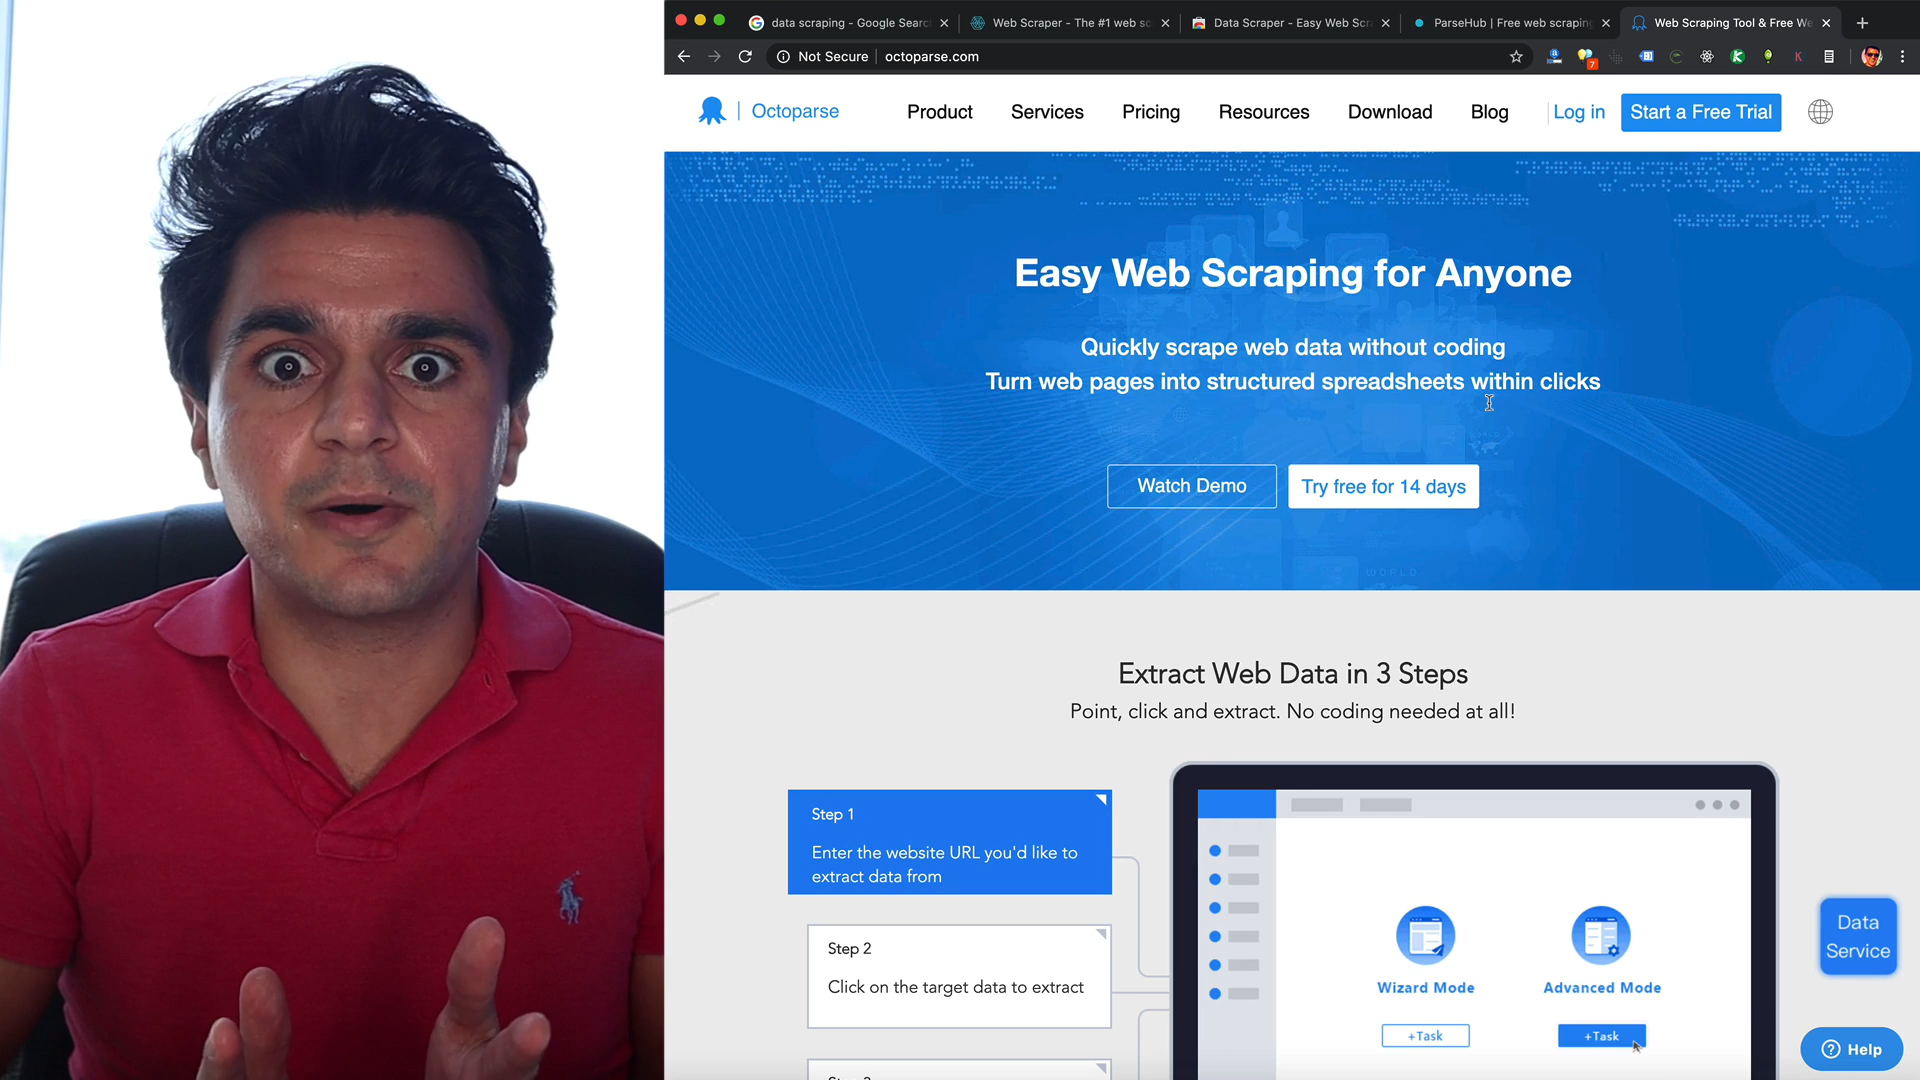 data scraping - Google Searc
Web Scraper - The #1 web sc
Data Scraper - Easy Web Scra
ParseHub | Free web scraping
Web Scraping Tool & Free We
Not Secure | octoparse.com
7
Octoparse
Product
Services
Pricing
Resources
Download
Blog
Log in
Start a Free Trial
Easy Web Scraping for Anyone
Quickly scrape web data without coding
Turn web pages into structured spreadsheets within clicks
Watch Demo
Try free for 14 days
WORLD
Extract Web Data in 3 Steps
Point, click and extract. No coding needed at all!
Step 1
Enter the website URL you'd like to
extract data from
Step 2
Click on the target data to extract
Wizard Mode
Advanced Mode
+Task
+Task
Data
Service
Help